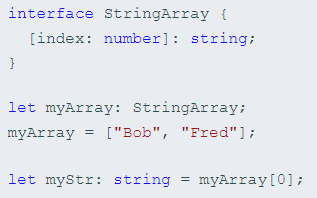 interface StringArray {
  [index: number]: string;
}
let myArray: StringArray;
myArray = ["Bob", "Fred"];
let myStr: string = myArray[0];